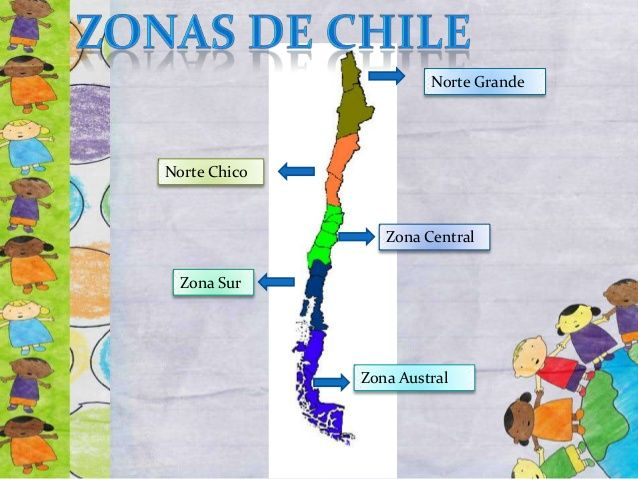 ZONAS DE CHILE
Norte Grande
Norte Chico
Zona Central
Zona Sur
Zona Austral